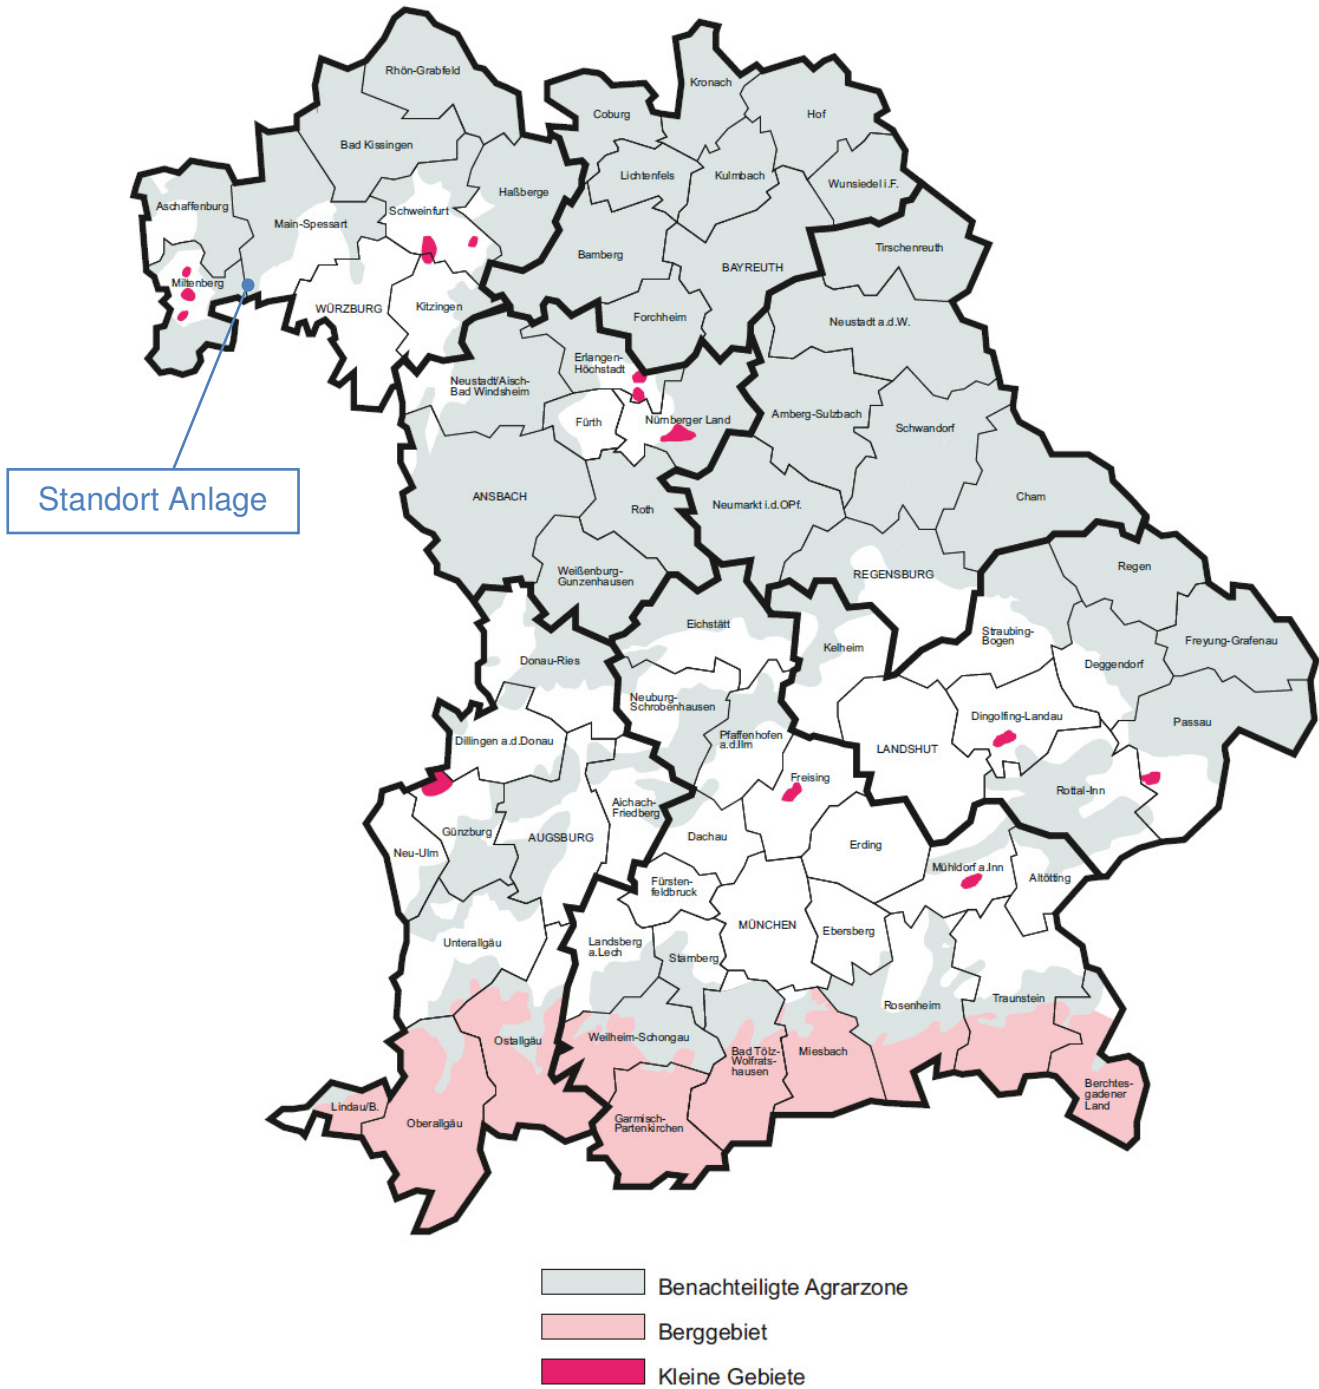 Rhön-Grabfeld
Kronach
Coburg
Hof
Bad Kissingen
Lichtenfels
Kulmbach
Wunsiedel i.F.
Haßberge
Aschaffenburg
Main-Spessart
Schweinfurt
Tirschenreuth
Bamberg
BAYREUTH
Miltenberg
WÜRZBURG
Kitzingen
Forchheim
Neustadt a.d.W.
Erlangen-
Höchstadt
Neustadt/Aisch-
Bad Windsheim
Fürth
Nürnberger Land
Amberg-Sulzbach
Schwandorf
Standort Anlage
ANSBACH
Roth
Neumarkt i.d.OPf.
Cham
Weißenburg-
Gunzenhausen
REGENSBURG
Regen
Eichstätt
Kelheim
Straubing-
Bogen
Freyung-Grafenau
Donau-Ries
Deggendorf
Neuburg-
Schrobenhausen
Dingolfing-Landau
Passau
Dillingen a.d.Donau
Pfaffenhofen
a.d.Ilm
LANDSHUT
Freising
Rottal-Inn
Aichach-
Friedberg
Günzburg
AUGSBURG
Dachau
Erding
Neu-Ulm
Mühldorf a.Inn
Altötting
Fürsten-
feldbruck
MÜNCHEN
Ebersberg
Unterallgäu
Landsberg
a.Lech
Starnberg
Rosenheim
Traunstein
Ostallgäu
Weilheim-Schongau
Bad Tölz-
Wolfrats-
hausen
Miesbach
Berchtes-
gadener
Land
Lindau/B.
Oberallgäu
Garmisch-
Partenkirchen
Benachteiligte Agrarzone
Berggebiet
Kleine Gebiete